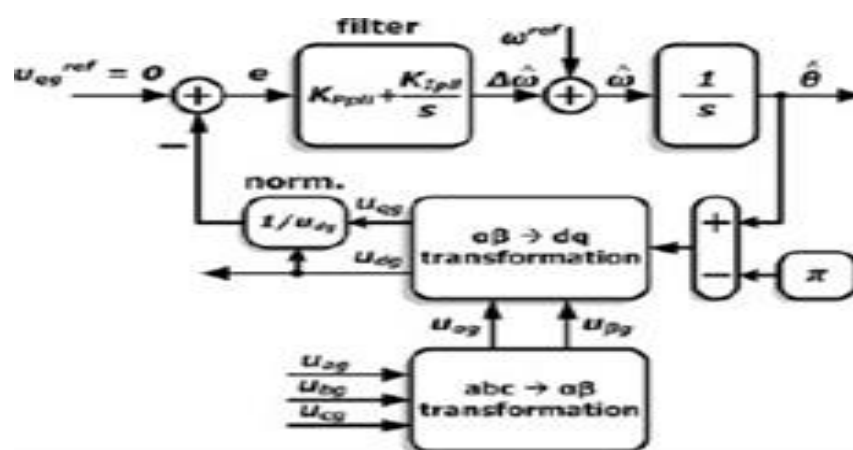 filter
u_qg^ref = 0
e
K_Ppll + K_Ipll/s
Δω̂
ω^ref
ω̂
1/s
θ̂
+
+
−
norm.
1/u_dg
u_qg
u_dg
αβ → dq
transformation
+
−
π
u_αg
u_βg
u_ag
u_bg
u_cg
abc → αβ
transformation